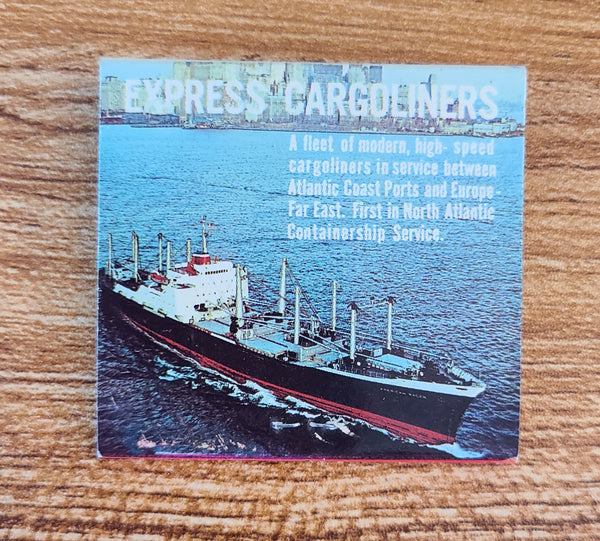 EXPRESS CARGOLINERS
A fleet of modern, high- speed
cargoliners in service between
Atlantic Coast Ports and Europe-
Far East. First in North Atlantic
Containership Service.